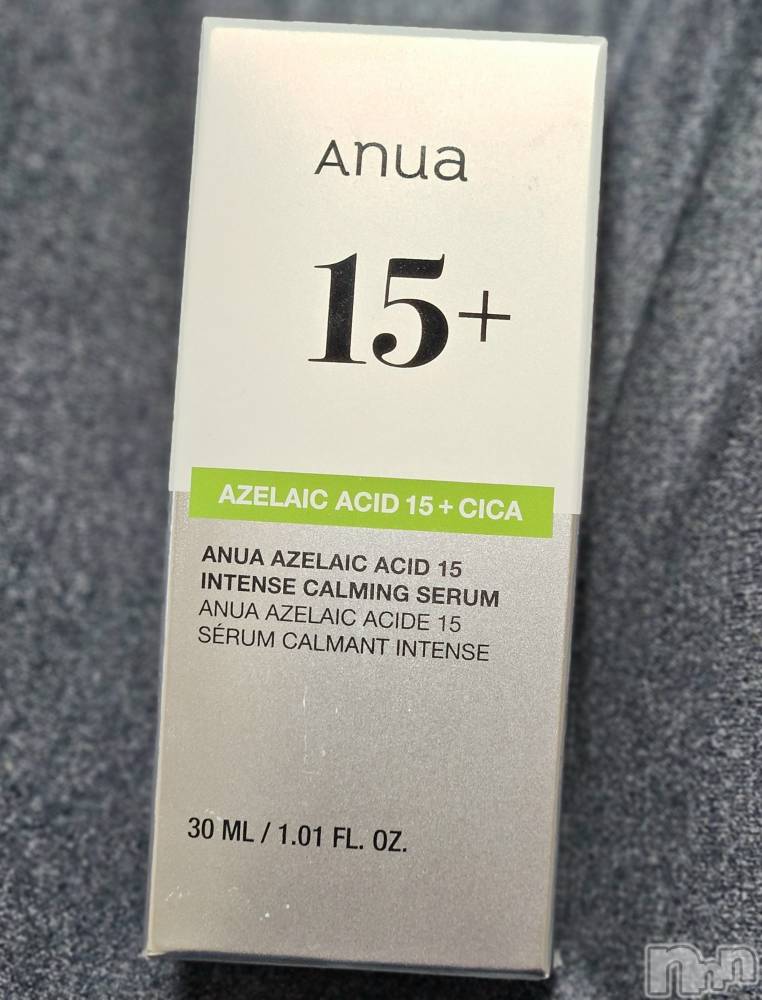 Anua
15+
AZELAIC ACID 15 + CICA
ANUA AZELAIC ACID 15
INTENSE CALMING SERUM
ANUA AZELAIC ACIDE 15
SÉRUM CALMANT INTENSE
30 ML / 1.01 FL. OZ.